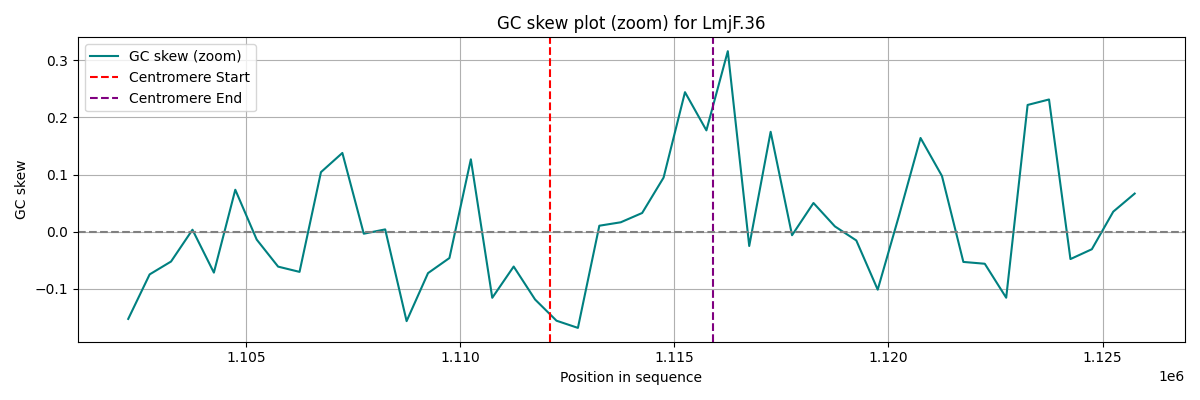 GC skew plot (zoom) for LmjF.36
GC skew (zoom)
Centromere Start
Centromere End
GC skew
0.3
0.2
0.1
0.0
−0.1
1.105
1.110
1.115
1.120
1.125
1e6
Position in sequence